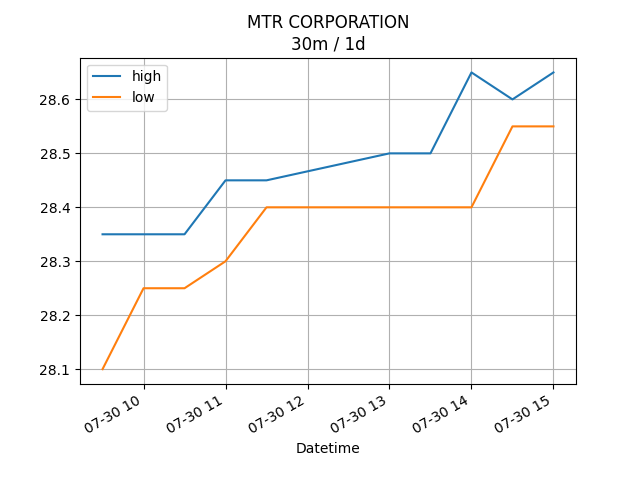 MTR CORPORATION
30m / 1d
high
low
28.6
28.5
28.4
28.3
28.2
28.1
07-30 10
07-30 11
07-30 12
07-30 13
07-30 14
07-30 15
Datetime